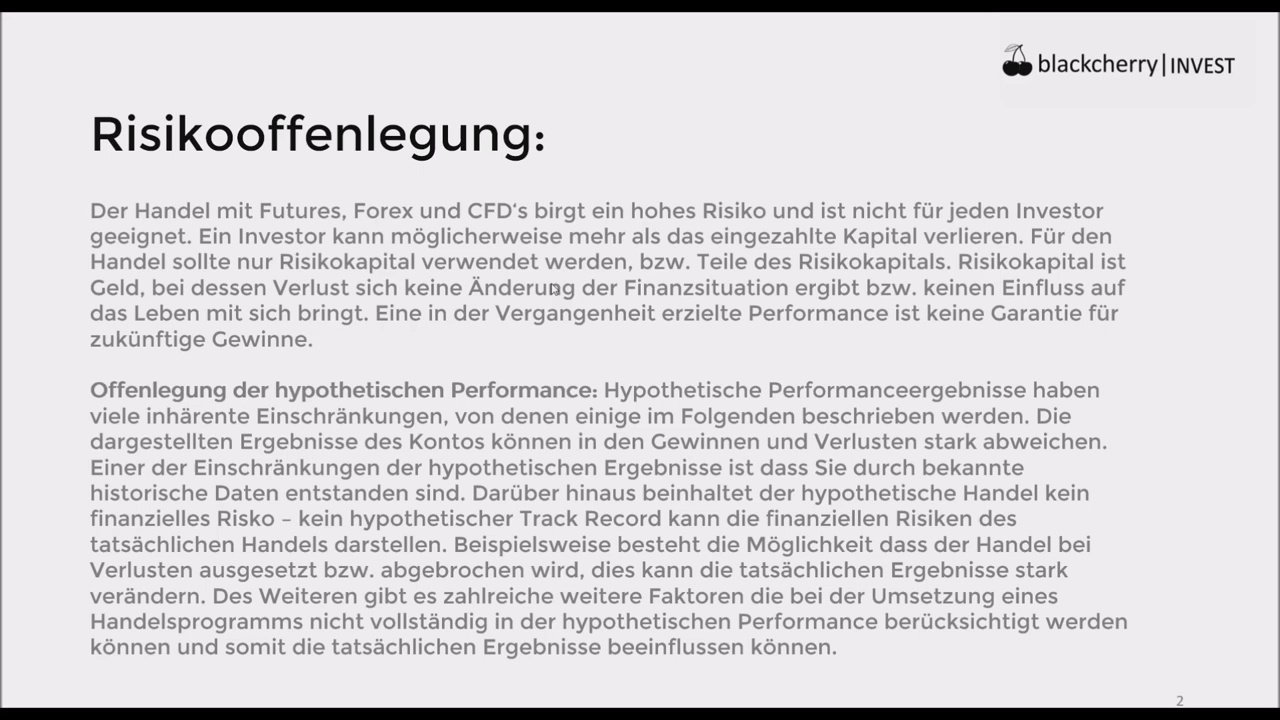 blackcherry|INVEST
Risikooffenlegung:
Der Handel mit Futures, Forex und CFD‘s birgt ein hohes Risiko und ist nicht für jeden Investor
geeignet. Ein Investor kann möglicherweise mehr als das eingezahlte Kapital verlieren. Für den
Handel sollte nur Risikokapital verwendet werden, bzw. Teile des Risikokapitals. Risikokapital ist
Geld, bei dessen Verlust sich keine Änderung der Finanzsituation ergibt bzw. keinen Einfluss auf
das Leben mit sich bringt. Eine in der Vergangenheit erzielte Performance ist keine Garantie für
zukünftige Gewinne.
Offenlegung der hypothetischen Performance: Hypothetische Performanceergebnisse haben
viele inhärente Einschränkungen, von denen einige im Folgenden beschrieben werden. Die
dargestellten Ergebnisse des Kontos können in den Gewinnen und Verlusten stark abweichen.
Einer der Einschränkungen der hypothetischen Ergebnisse ist dass Sie durch bekannte
historische Daten entstanden sind. Darüber hinaus beinhaltet der hypothetische Handel kein
finanzielles Risko – kein hypothetischer Track Record kann die finanziellen Risiken des
tatsächlichen Handels darstellen. Beispielsweise besteht die Möglichkeit dass der Handel bei
Verlusten ausgesetzt bzw. abgebrochen wird, dies kann die tatsächlichen Ergebnisse stark
verändern. Des Weiteren gibt es zahlreiche weitere Faktoren die bei der Umsetzung eines
Handelsprogramms nicht vollständig in der hypothetischen Performance berücksichtigt werden
können und somit die tatsächlichen Ergebnisse beeinflussen können.
2